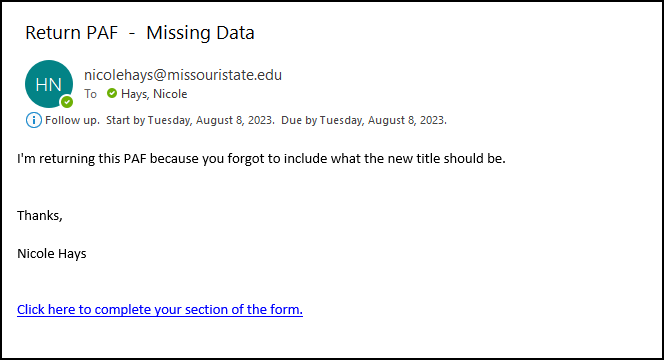 Return PAF - Missing Data
HN
nicolehays@missouristate.edu
To Hays, Nicole
Follow up. Start by Tuesday, August 8, 2023. Due by Tuesday, August 8, 2023.
I'm returning this PAF because you forgot to include what the new title should be.
Thanks,
Nicole Hays
Click here to complete your section of the form.